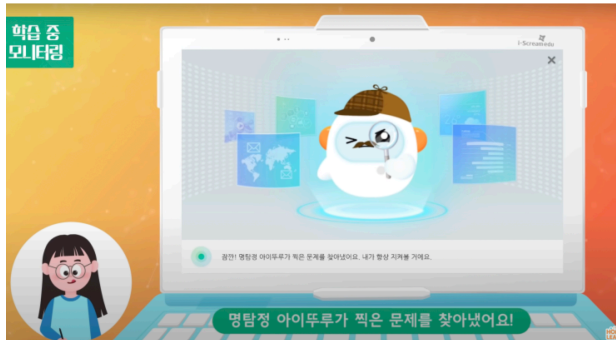 학습 중
모니터링
i-Screamedu
잠깐! 명탐정 아이뚜루가 찍은 문제를 찾아냈어요. 내가 항상 지켜볼 거예요.
명탐정 아이뚜루가 찍은 문제를 찾아냈어요!